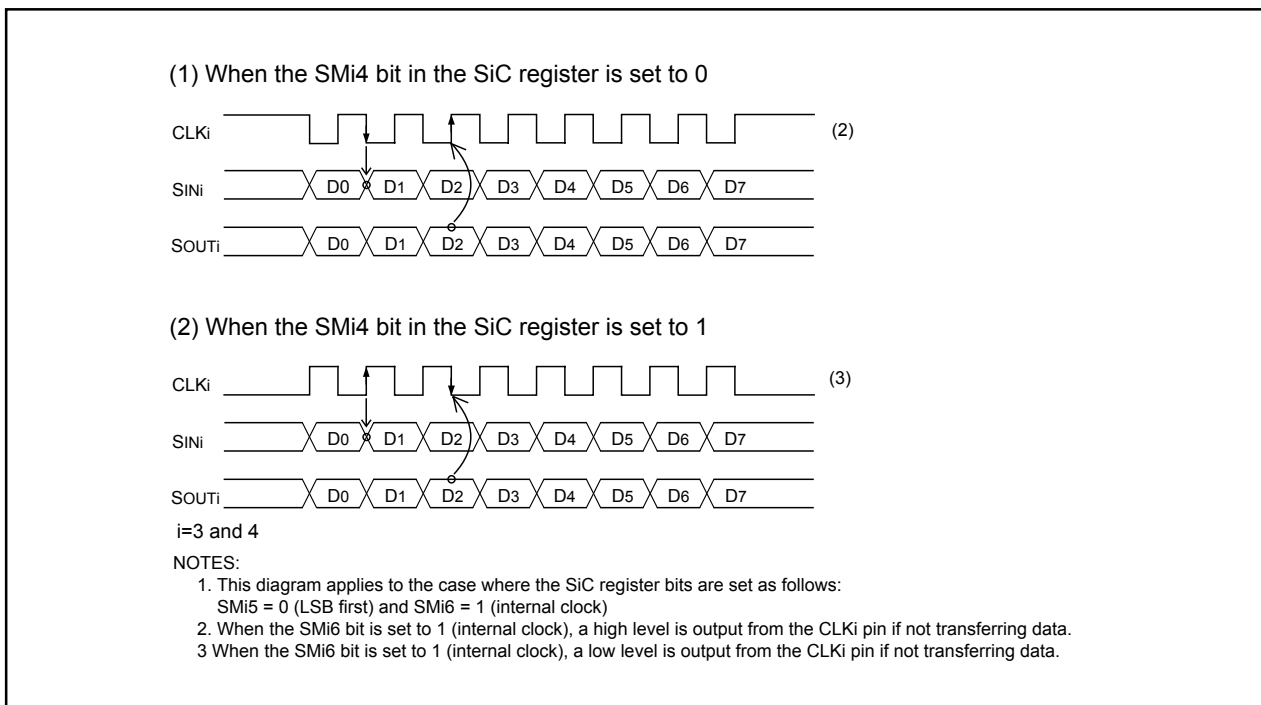 (1) When the SMi4 bit in the SiC register is set to 0
CLKi
(2)
SINi
D0 D1 D2 D3 D4 D5 D6 D7
SOUTi
D0 D1 D2 D3 D4 D5 D6 D7
(2) When the SMi4 bit in the SiC register is set to 1
CLKi
(3)
SINi
D0 D1 D2 D3 D4 D5 D6 D7
SOUTi
D0 D1 D2 D3 D4 D5 D6 D7
i=3 and 4
NOTES:
1. This diagram applies to the case where the SiC register bits are set as follows:
SMi5 = 0 (LSB first) and SMi6 = 1 (internal clock)
2. When the SMi6 bit is set to 1 (internal clock), a high level is output from the CLKi pin if not transferring data.
3 When the SMi6 bit is set to 1 (internal clock), a low level is output from the CLKi pin if not transferring data.